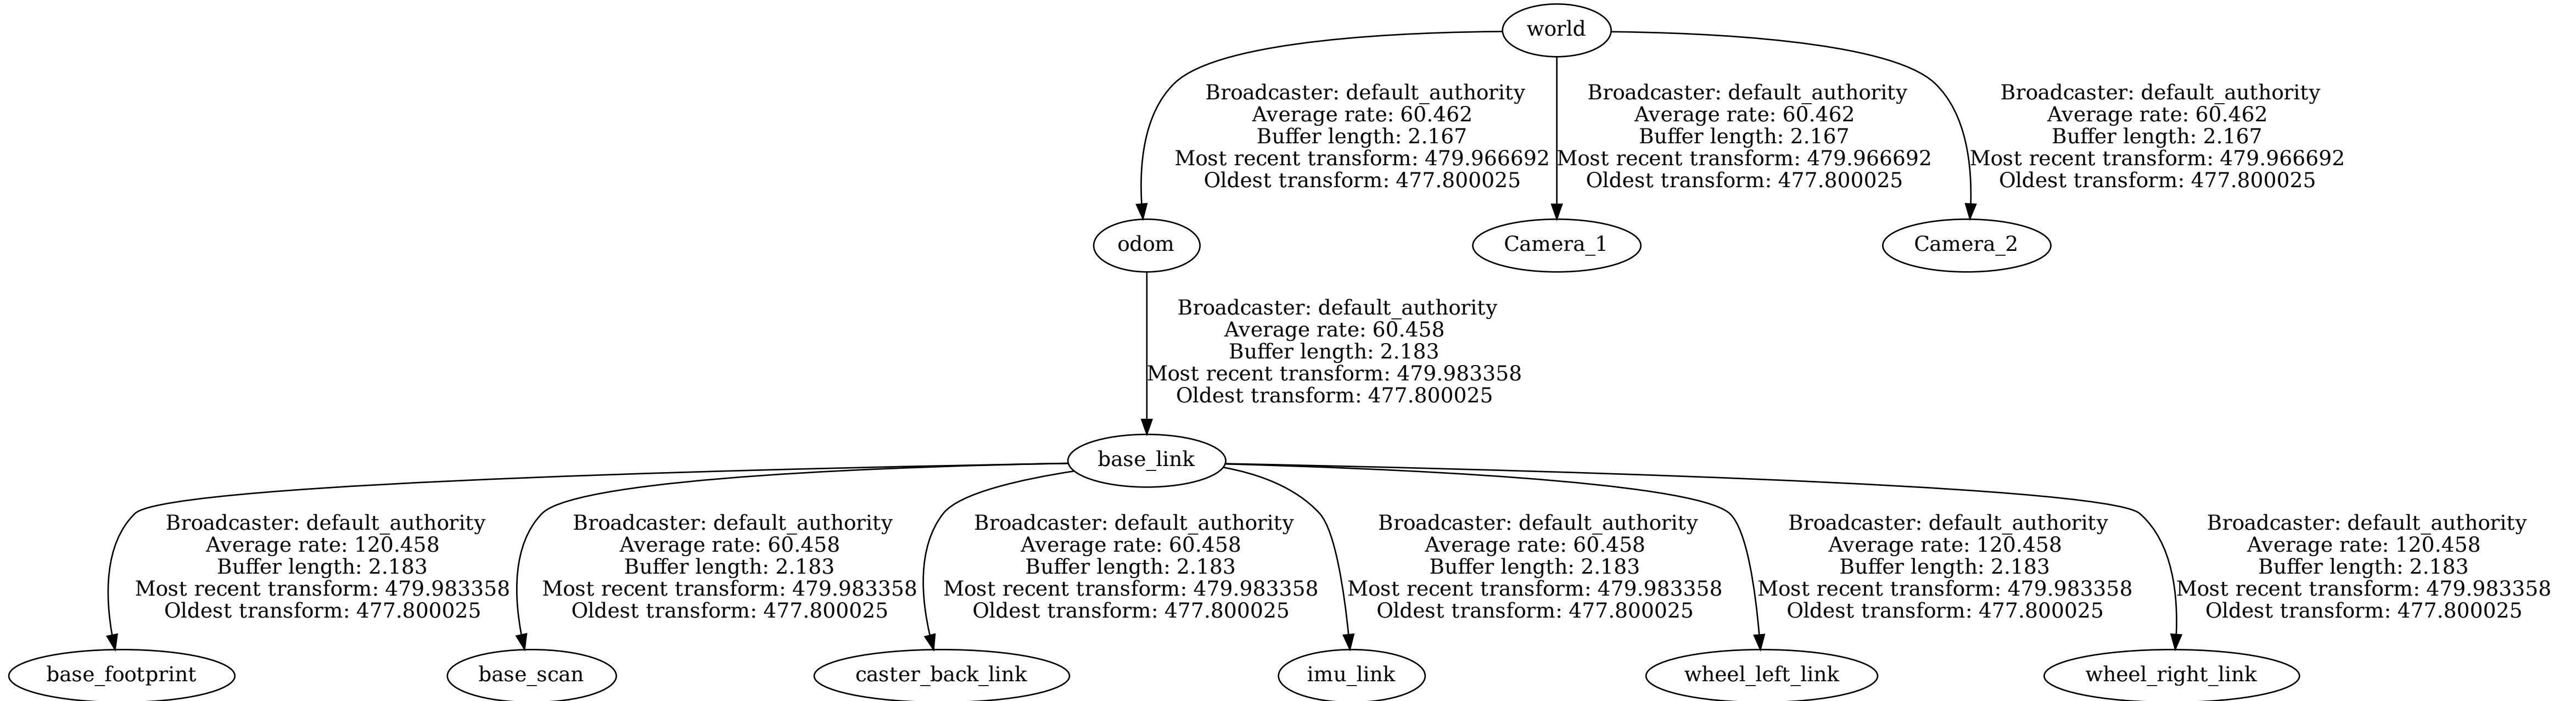 world
Broadcaster: default_authority
Average rate: 60.462
Buffer length: 2.167
Most recent transform: 479.966692
Oldest transform: 477.800025
Broadcaster: default_authority
Average rate: 60.462
Buffer length: 2.167
Most recent transform: 479.966692
Oldest transform: 477.800025
Broadcaster: default_authority
Average rate: 60.462
Buffer length: 2.167
Most recent transform: 479.966692
Oldest transform: 477.800025
odom
Camera_1
Camera_2
Broadcaster: default_authority
Average rate: 60.458
Buffer length: 2.183
Most recent transform: 479.983358
Oldest transform: 477.800025
base_link
Broadcaster: default_authority
Average rate: 120.458
Buffer length: 2.183
Most recent transform: 479.983358
Oldest transform: 477.800025
Broadcaster: default_authority
Average rate: 60.458
Buffer length: 2.183
Most recent transform: 479.983358
Oldest transform: 477.800025
Broadcaster: default_authority
Average rate: 60.458
Buffer length: 2.183
Most recent transform: 479.983358
Oldest transform: 477.800025
Broadcaster: default_authority
Average rate: 60.458
Buffer length: 2.183
Most recent transform: 479.983358
Oldest transform: 477.800025
Broadcaster: default_authority
Average rate: 120.458
Buffer length: 2.183
Most recent transform: 479.983358
Oldest transform: 477.800025
Broadcaster: default_authority
Average rate: 120.458
Buffer length: 2.183
Most recent transform: 479.983358
Oldest transform: 477.800025
base_footprint
base_scan
caster_back_link
imu_link
wheel_left_link
wheel_right_link